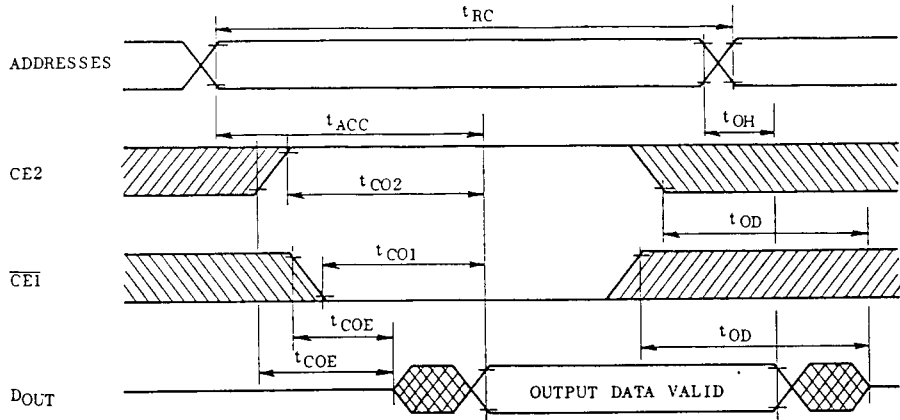 tRC
ADDRESSES
tACC
tOH
CE2
tCO2
tOD
CE1
tCO1
tCOE
tOD
tCOE
DOUT
OUTPUT DATA VALID